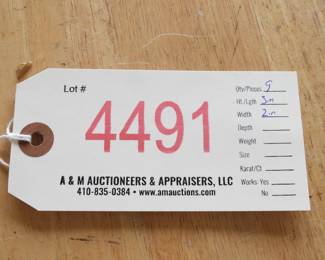 Lot #
4491
A & M AUCTIONEERS & APPRAISERS, LLC
410-835-0384 • www.amauctions.com
Qty/Pieces
Ht./Lgth 3in
Width 2in
Depth
Weight
Size
Karat/Ct
Works: Yes
No